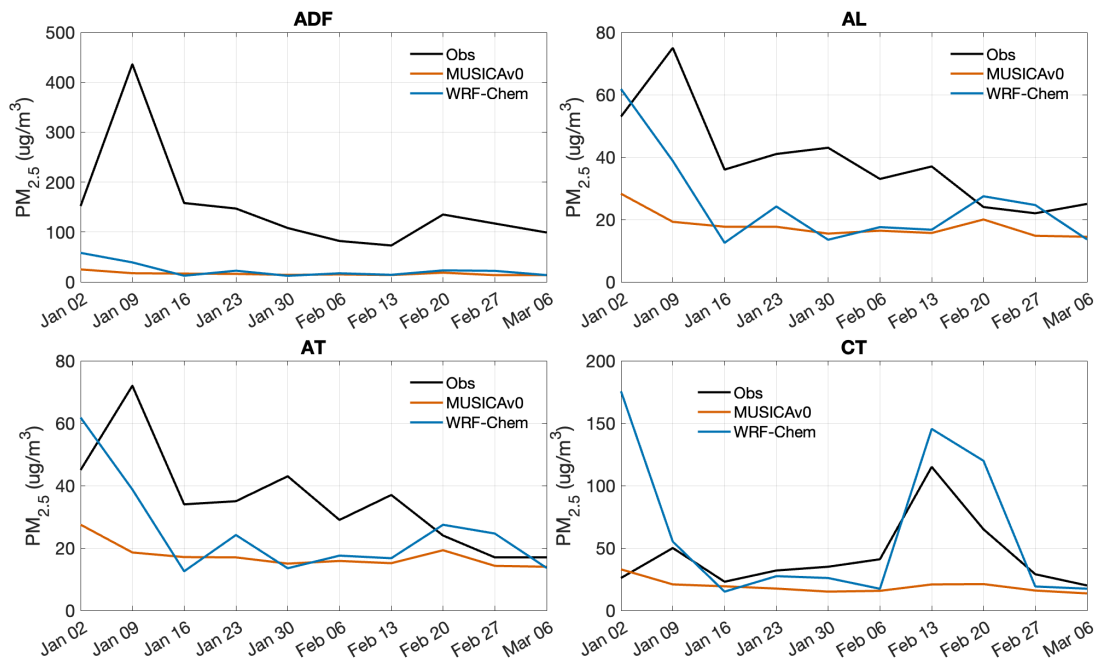 ADF
500
400
300
200
100
0
PM2.5 (ug/m3)
Obs
MUSICAv0
WRF-Chem
Jan 02 Jan 09 Jan 16 Jan 23 Jan 30 Feb 06 Feb 13 Feb 20 Feb 27 Mar 06
AL
80
60
40
20
0
PM2.5 (ug/m3)
Obs
MUSICAv0
WRF-Chem
Jan 02 Jan 09 Jan 16 Jan 23 Jan 30 Feb 06 Feb 13 Feb 20 Feb 27 Mar 06
AT
80
60
40
20
0
PM2.5 (ug/m3)
Obs
MUSICAv0
WRF-Chem
Jan 02 Jan 09 Jan 16 Jan 23 Jan 30 Feb 06 Feb 13 Feb 20 Feb 27 Mar 06
CT
200
150
100
50
0
PM2.5 (ug/m3)
Obs
MUSICAv0
WRF-Chem
Jan 02 Jan 09 Jan 16 Jan 23 Jan 30 Feb 06 Feb 13 Feb 20 Feb 27 Mar 06